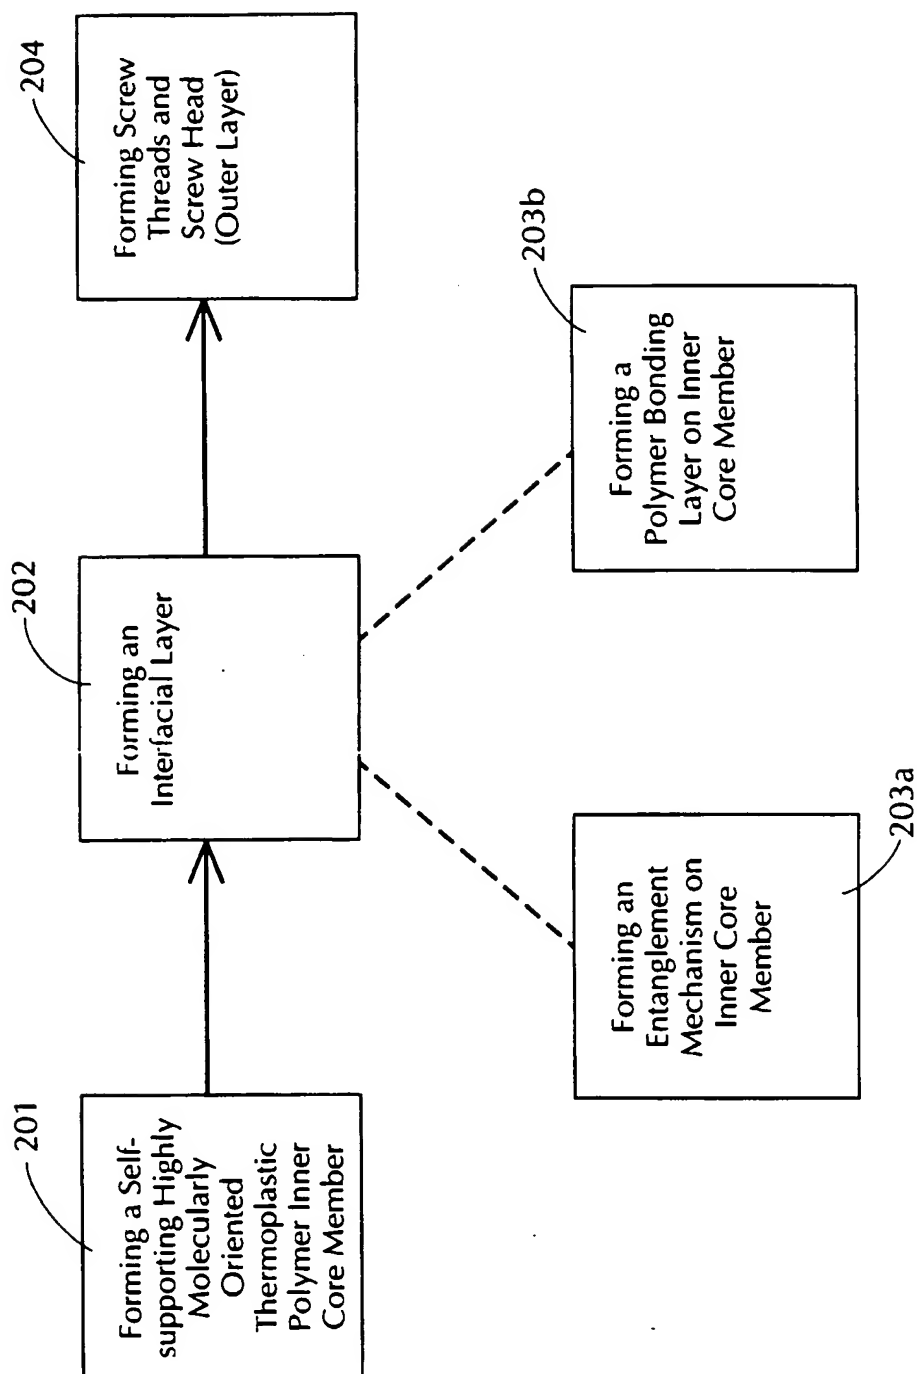 201
Forming a Self-
supporting Highly
Molecularly
Oriented
Thermoplastic
Polymer Inner
Core Member
202
Forming an
Interfacial Layer
204
Forming Screw
Threads and
Screw Head
(Outer Layer)
Forming an
Entanglement
Mechanism on
Inner Core
Member
203a
203b
Forming a
Polymer Bonding
Layer on Inner
Core Member